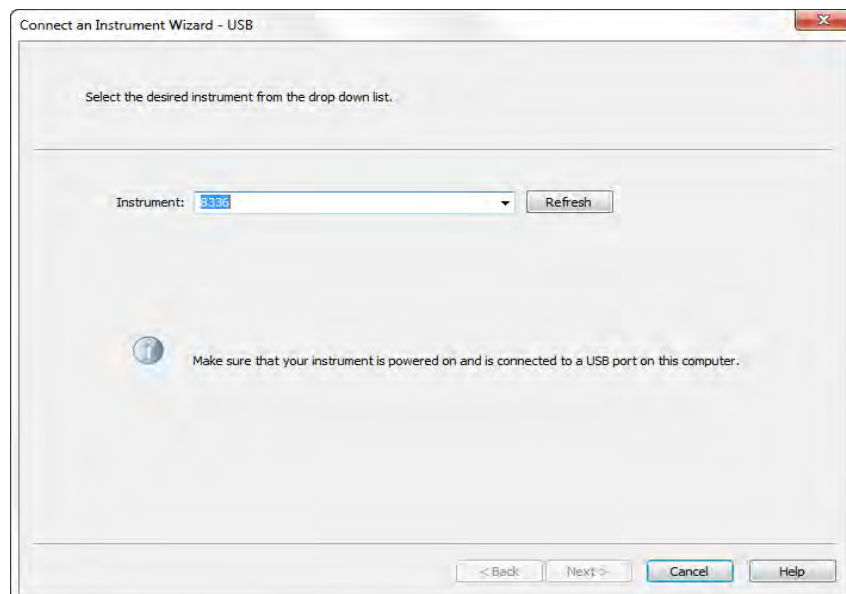 Connect an Instrument Wizard - USB
Select the desired instrument from the drop down list.
Instrument: 8336 Refresh
Make sure that your instrument is powered on and is connected to a USB port on this computer.
< Back Next > Cancel Help